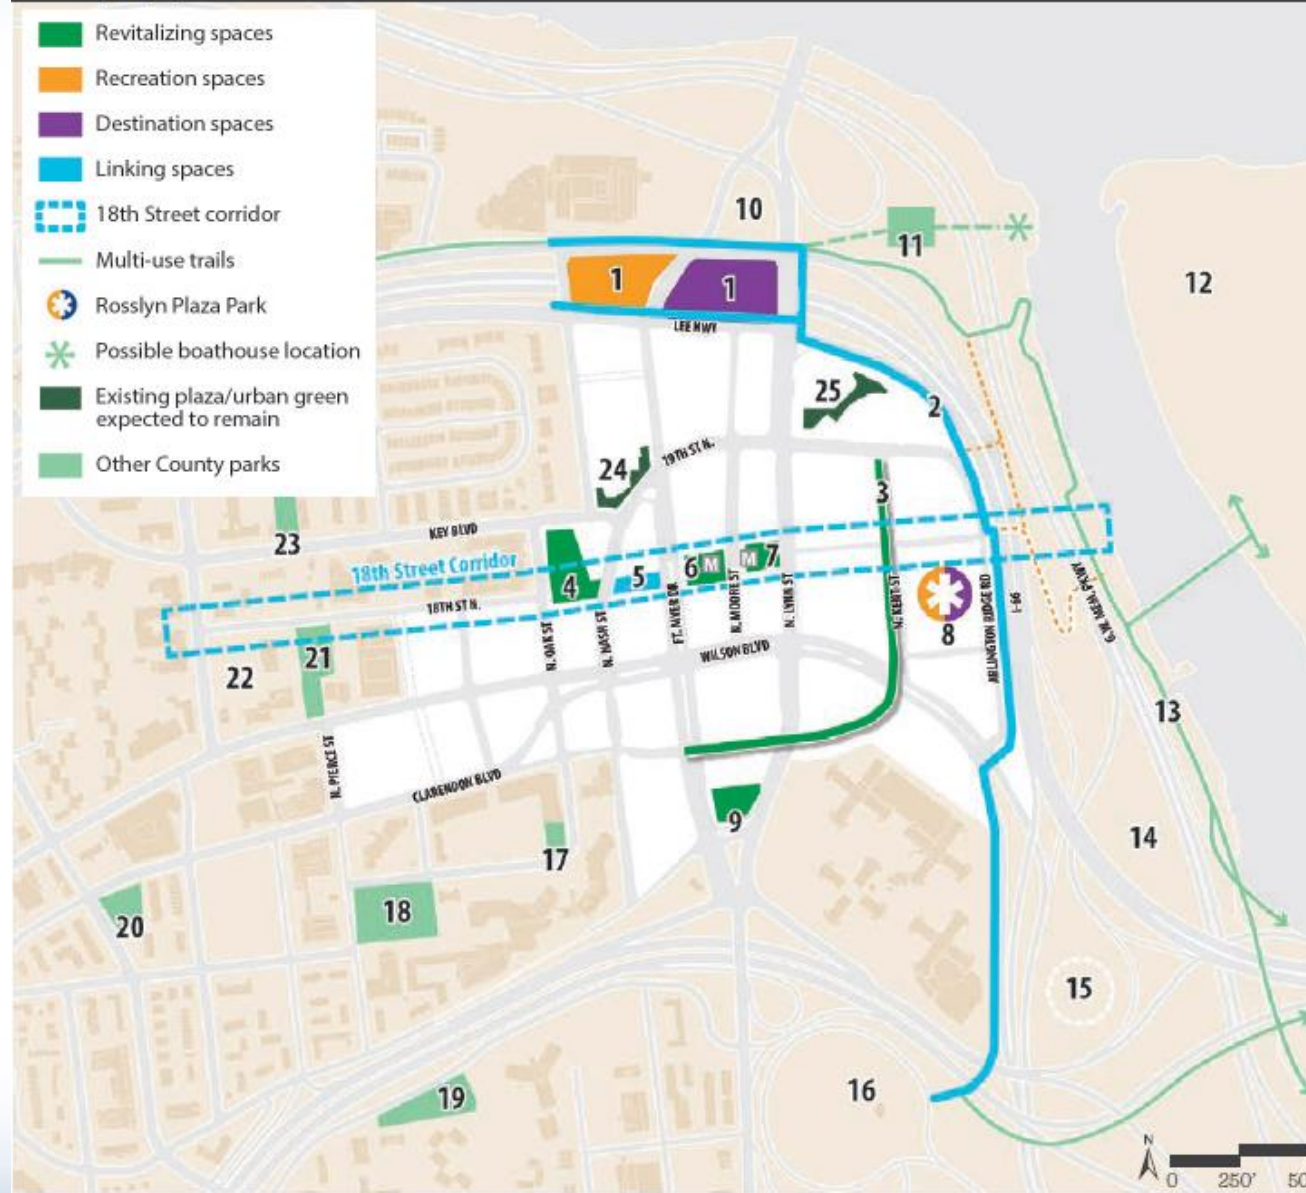 Revitalizing spaces
Recreation spaces
Destination spaces
Linking spaces
18th Street corridor
Multi-use trails
Rosslyn Plaza Park
Possible boathouse location
Existing plaza/urban green
expected to remain
Other County parks
10
11
12
1
1
LEE HWY
25
2
24
19TH ST N.
3
KEY BLVD
23
18th Street Corridor
4
5
6
M
M
7
18TH ST N.
N. OAK ST
N. NASH ST
FT. MYER DR
N. MOORE ST
N. LYNN ST
N. KENT ST
8
ARLINGTON RIDGE RD
I-66
G.W. MEM. PKWY
WILSON BLVD
21
22
13
N. PIERCE ST
CLARENDON BLVD
9
14
17
18
20
15
16
19
N
0 250' 50